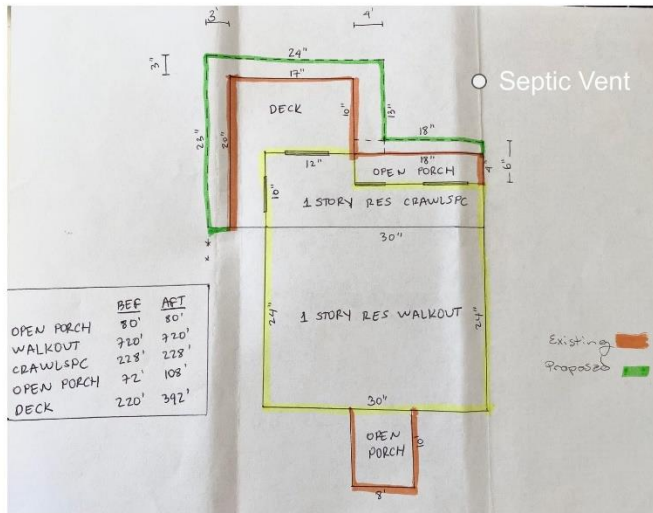 3'
4'
3"
24"
17"
Septic Vent
DECK
10"
13"
23"
20"
18"
12"
18"
4'
6"
OPEN PORCH
10"
1 STORY RES CRAWLSPC
30"
24"
1 STORY RES WALKOUT
24"
BEF AFT
OPEN PORCH 80' 80'
WALKOUT 720' 720'
CRAWLSPC 228' 228'
OPEN PORCH 72' 108'
DECK 220' 392'
Existing
Proposed
30"
OPEN
PORCH
10'
8'